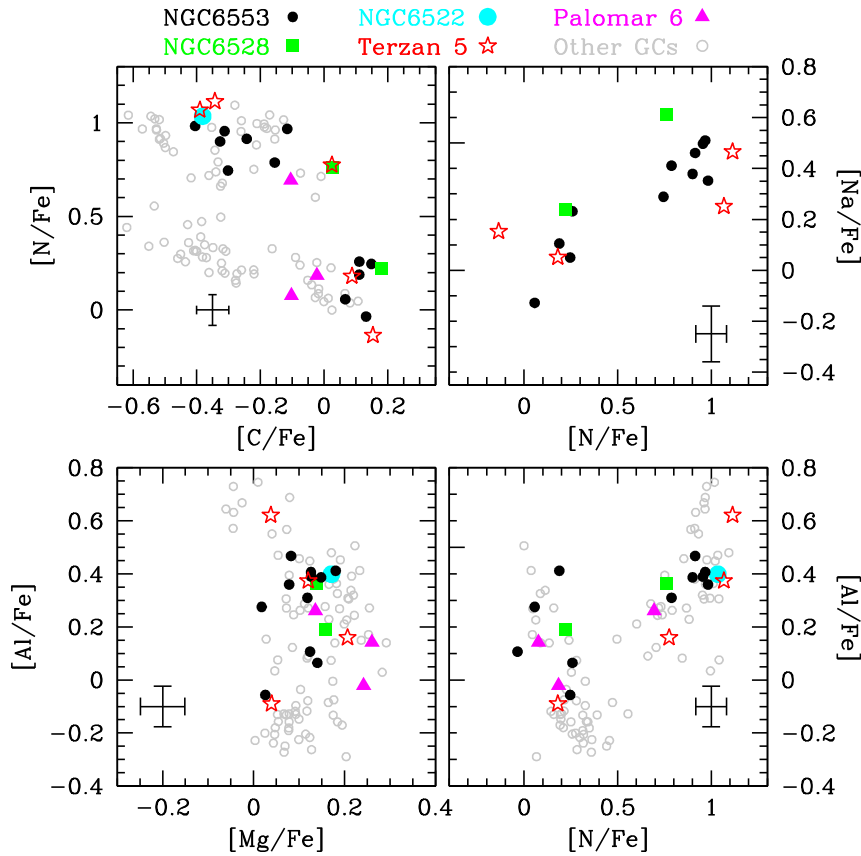 NGC6553 NGC6522 Palomar 6
NGC6528 Terzan 5 Other GCs
1
0.5
0
[N/Fe]
-0.6 -0.4 -0.2 0 0.2
[C/Fe]
0.8
0.6
0.4
0.2
0
-0.2
-0.4
[Na/Fe]
0 0.5 1
[N/Fe]
0.8
0.6
0.4
0.2
0
-0.2
-0.4
[Al/Fe]
-0.2 0 0.2 0.4
[Mg/Fe]
0.8
0.6
0.4
0.2
0
-0.2
-0.4
[Al/Fe]
0 0.5 1
[N/Fe]